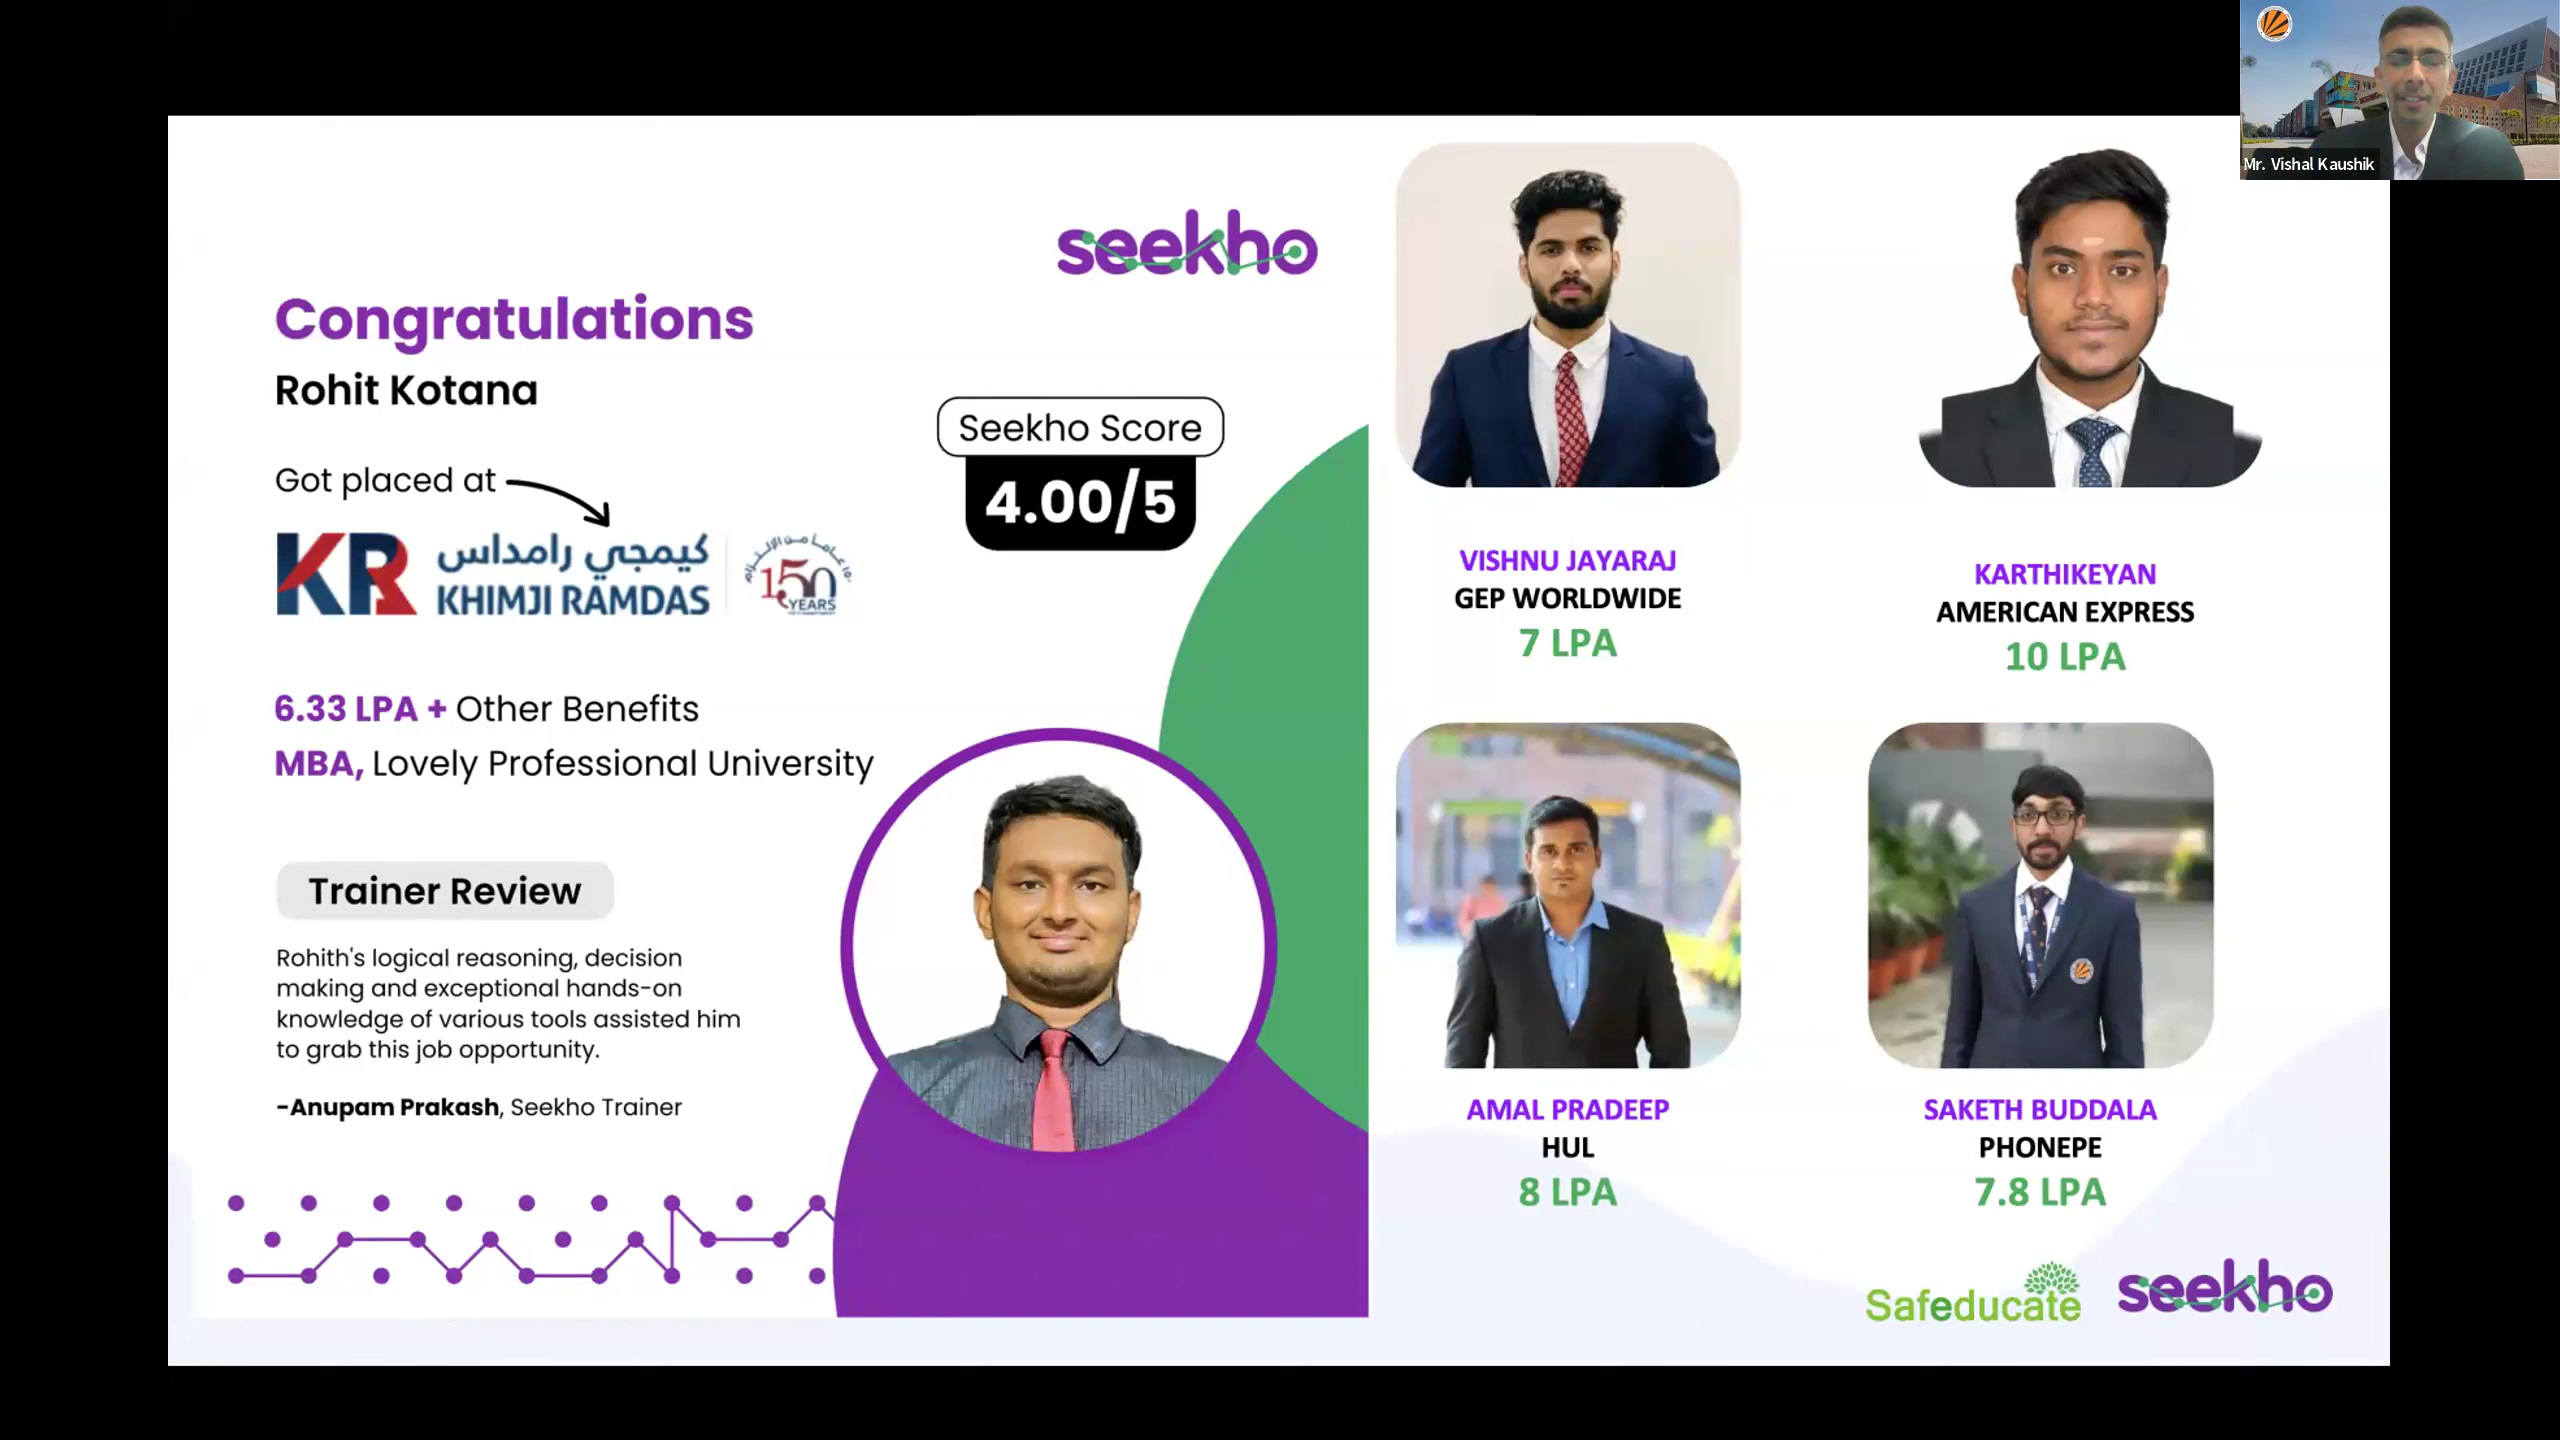 Mr. Vishal Kaushik
seekho
Congratulations
Rohit Kotana
Seekho Score
4.00/5
Got placed at
KR
كيمجي رامداس
KHIMJI RAMDAS
150
YEARS
6.33 LPA + Other Benefits
MBA, Lovely Professional University
Trainer Review
Rohith's logical reasoning, decision
making and exceptional hands-on
knowledge of various tools assisted him
to grab this job opportunity.
-Anupam Prakash, Seekho Trainer
VISHNU JAYARAJ
GEP WORLDWIDE
7 LPA
KARTHIKEYAN
AMERICAN EXPRESS
10 LPA
AMAL PRADEEP
HUL
8 LPA
SAKETH BUDDALA
PHONEPE
7.8 LPA
Safeducate
seekho